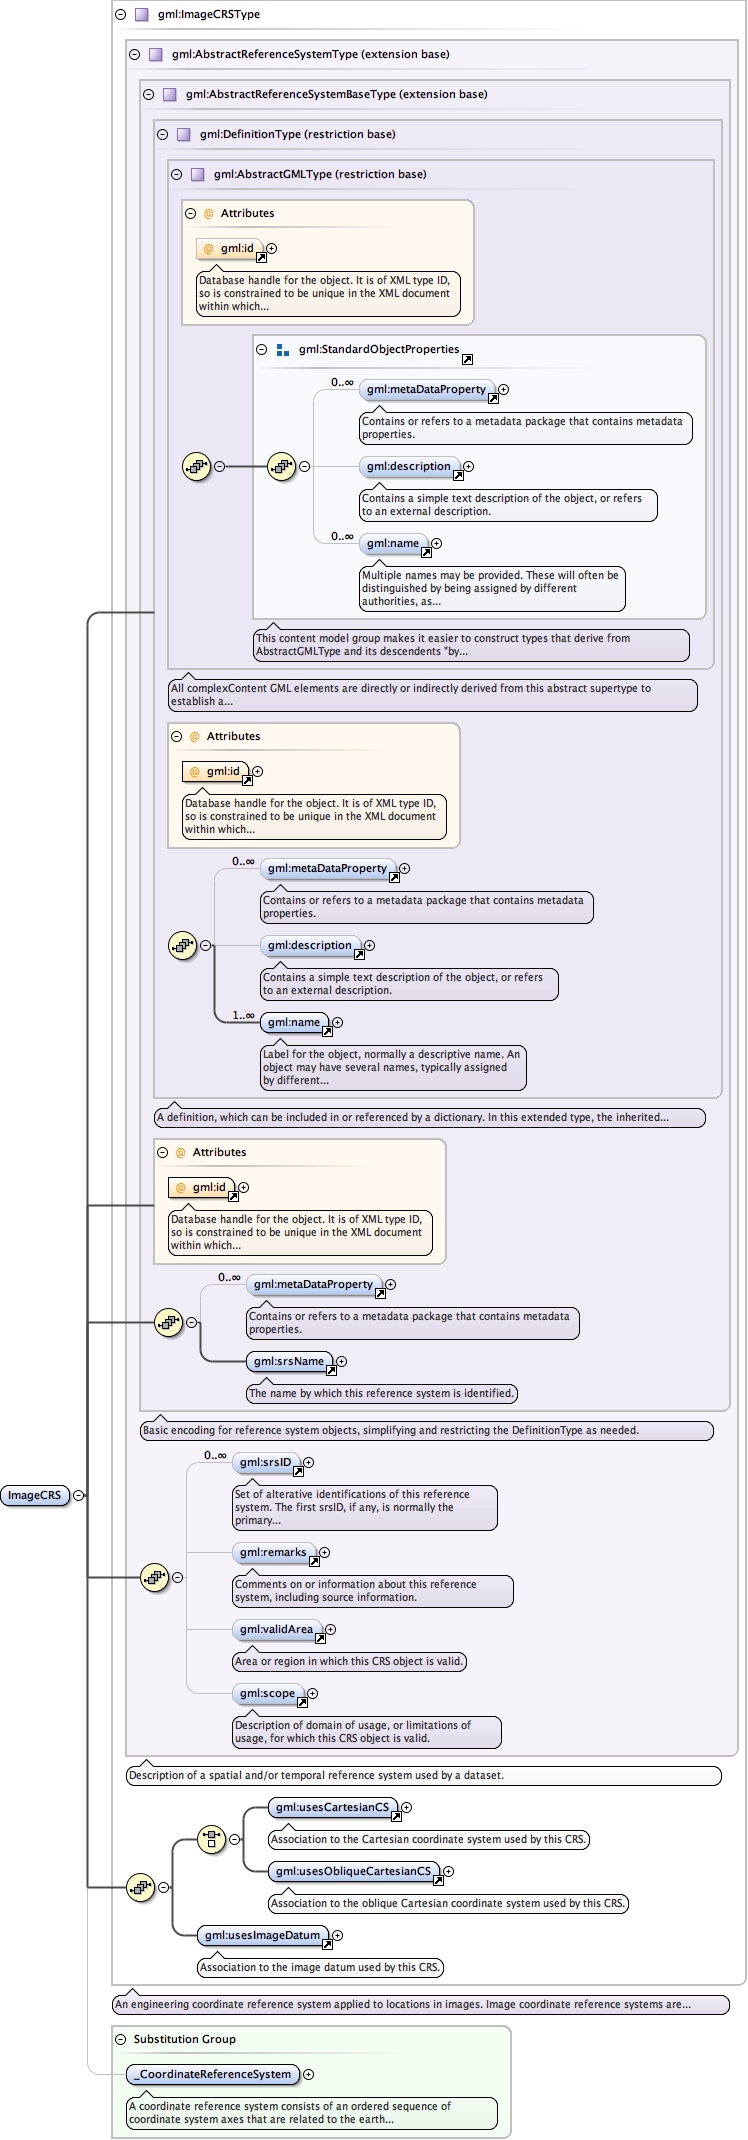 gml:ImageCRSType
gml:AbstractReferenceSystemType (extension base)
gml:AbstractReferenceSystemBaseType (extension base)
gml:DefinitionType (restriction base)
gml:AbstractGMLType (restriction base)
@ Attributes
@ gml:id
Database handle for the object. It is of XML type ID,
so is constrained to be unique in the XML document
within which...
gml:StandardObjectProperties
0..∞
gml:metaDataProperty
Contains or refers to a metadata package that contains metadata
properties.
gml:description
Contains a simple text description of the object, or refers
to an external description.
0..∞
gml:name
Multiple names may be provided. These will often be
distinguished by being assigned by different
authorities, as...
This content model group makes it easier to construct types that derive from
AbstractGMLType and its descendents "by...
All complexContent GML elements are directly or indirectly derived from this abstract supertype to
establish a...
@ Attributes
@ gml:id
Database handle for the object. It is of XML type ID,
so is constrained to be unique in the XML document
within which...
0..∞
gml:metaDataProperty
Contains or refers to a metadata package that contains metadata
properties.
gml:description
Contains a simple text description of the object, or refers
to an external description.
1..∞
gml:name
Label for the object, normally a descriptive name. An
object may have several names, typically assigned
by different...
A definition, which can be included in or referenced by a dictionary. In this extended type, the inherited...
@ Attributes
@ gml:id
Database handle for the object. It is of XML type ID,
so is constrained to be unique in the XML document
within which...
0..∞
gml:metaDataProperty
Contains or refers to a metadata package that contains metadata
properties.
gml:srsName
The name by which this reference system is identified.
Basic encoding for reference system objects, simplifying and restricting the DefinitionType as needed.
0..∞
gml:srsID
Set of alterative identifications of this reference
system. The first srsID, if any, is normally the
primary...
ImageCRS
gml:remarks
Comments on or information about this reference
system, including source information.
gml:validArea
Area or region in which this CRS object is valid.
gml:scope
Description of domain of usage, or limitations of
usage, for which this CRS object is valid.
Description of a spatial and/or temporal reference system used by a dataset.
gml:usesCartesianCS
Association to the Cartesian coordinate system used by this CRS.
gml:usesObliqueCartesianCS
Association to the oblique Cartesian coordinate system used by this CRS.
gml:usesImageDatum
Association to the image datum used by this CRS.
An engineering coordinate reference system applied to locations in images. Image coordinate reference systems are...
Substitution Group
_CoordinateReferenceSystem
A coordinate reference system consists of an ordered sequence of
coordinate system axes that are related to the earth...